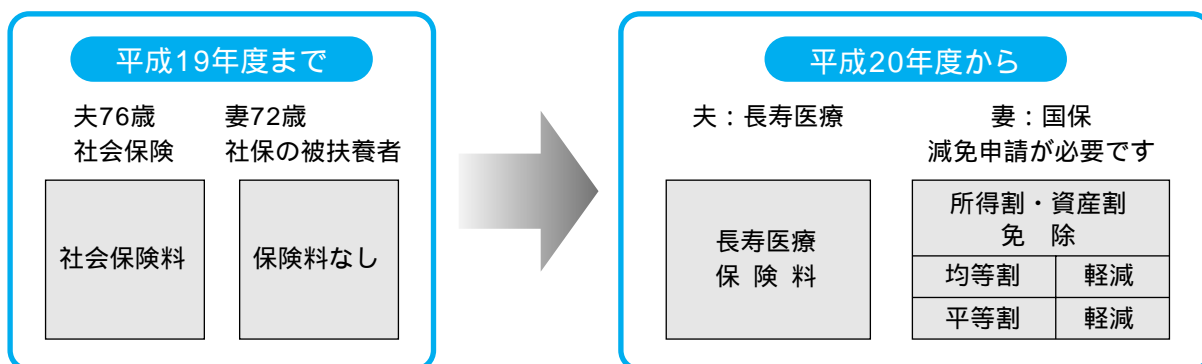 平成19年度まで
夫76歳
社会保険
妻72歳
社保の被扶養者
社会保険料
保険料なし
平成20年度から
夫：長寿医療
妻：国保
減免申請が必要です
長寿医療
保 険 料
所得割・資産割
免　除
均等割
軽減
平等割
軽減